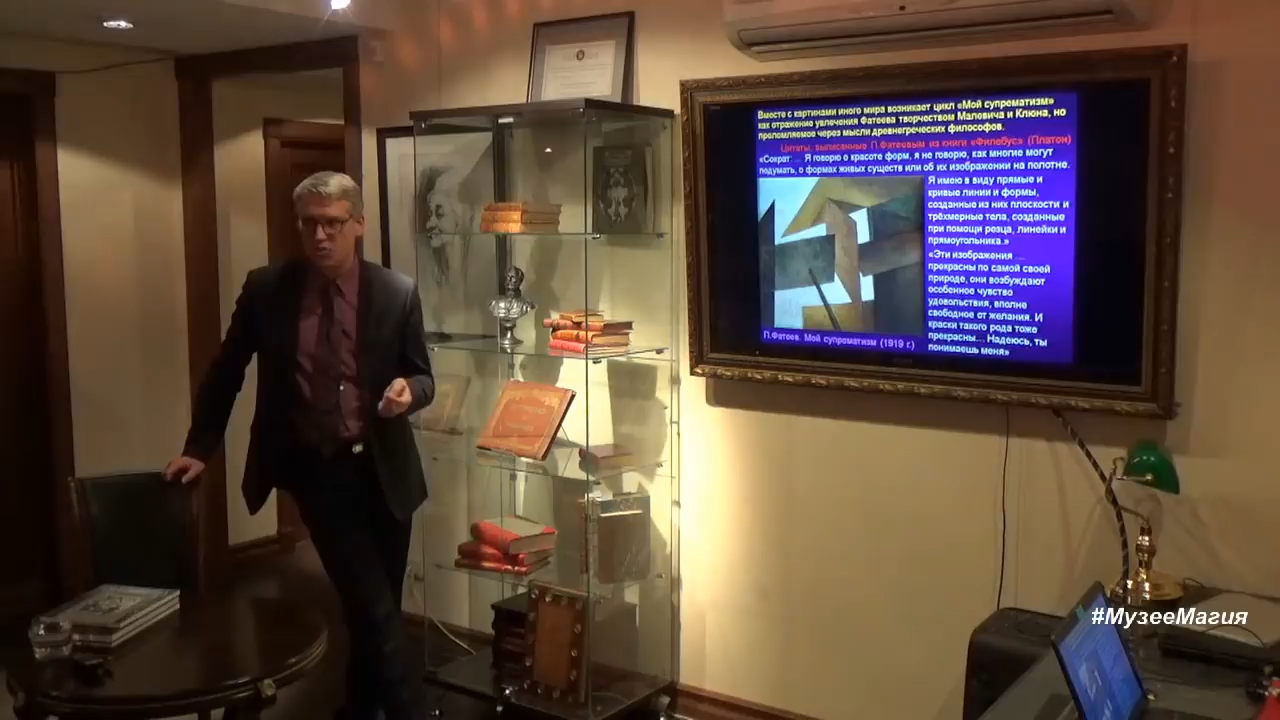 Вместе с картинами иного мира возникает цикл «Мой супрематизм»
как отражение увлечения Фатеева творчеством Малевича и Клюна, но
преломляемое через мысли древнегреческих философов.
Цитаты, выписанные П.Фатеевым из книги «Филебус» (Платон)
«Сократ: ... Я говорю о красоте форм, я не говорю, как многие могут
подумать, о формах живых существ или об их изображении на полотне.
Я имею в виду прямые и
кривые линии и формы,
созданные из них плоскости и
трёхмерные тела, созданные
при помощи резца, линейки и
прямоугольника.»
«Эти изображения ...
прекрасны по самой своей
природе, они возбуждают
особенное чувство
удовольствия, вполне
свободное от желания. И
краски такого рода тоже
прекрасны... Надеюсь, ты
понимаешь меня»
П.Фатеев. Мой супрематизм (1919 г.)
#МузееМагия